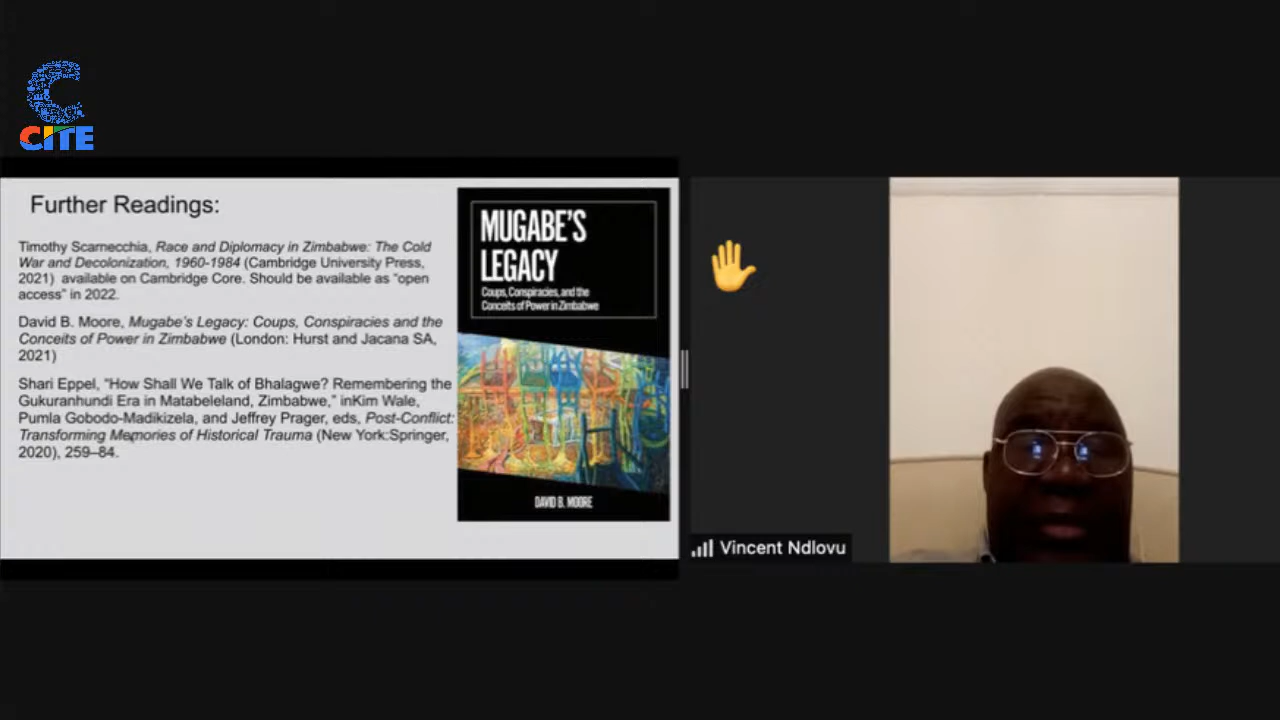 CITE
Further Readings:
Timothy Scarnecchia, Race and Diplomacy in Zimbabwe: The Cold
War and Decolonization, 1960-1984 (Cambridge University Press,
2021) available on Cambridge Core. Should be available as “open
access” in 2022.
David B. Moore, Mugabe's Legacy: Coups, Conspiracies and the
Conceits of Power in Zimbabwe (London: Hurst and Jacana SA,
2021)
Shari Eppel, “How Shall We Talk of Bhalagwe? Remembering the
Gukuranhundi Era in Matabeleland, Zimbabwe,” inKim Wale,
Pumla Gobodo-Madikizela, and Jeffrey Prager, eds, Post-Conflict:
Transforming Memories of Historical Trauma (New York:Springer,
2020), 259–84.
MUGABE'S
LEGACY
Coups, Conspiracies, and the
Conceits of Power in Zimbabwe
DAVID B. MOORE
Vincent Ndlovu